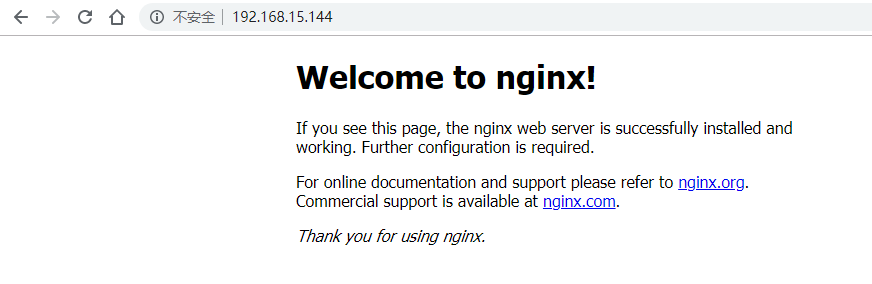 不安全 192.168.15.144
Welcome to nginx!
If you see this page, the nginx web server is successfully installed and
working. Further configuration is required.
For online documentation and support please refer to nginx.org.
Commercial support is available at nginx.com.
Thank you for using nginx.